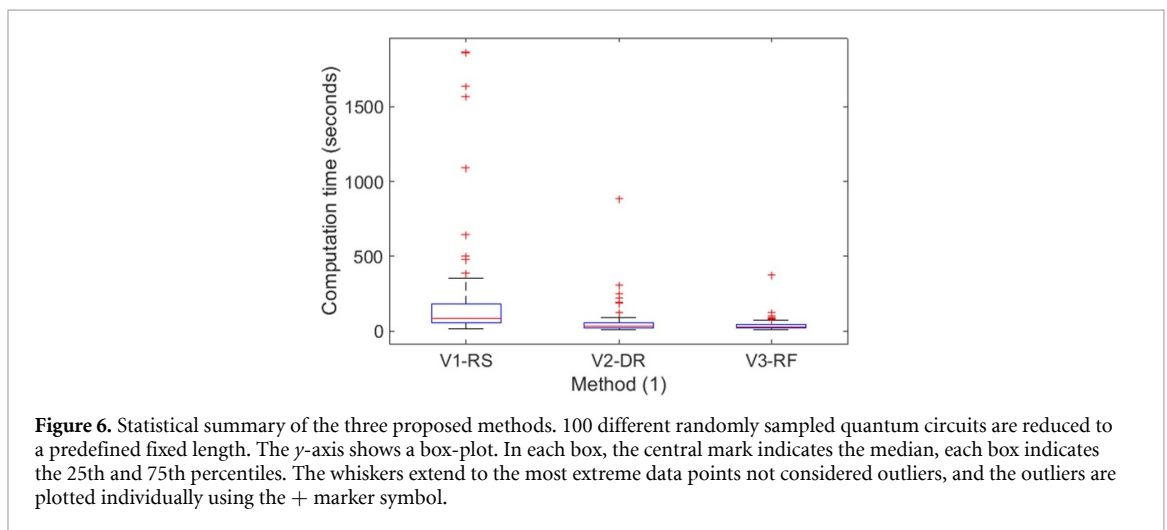 Computation time (seconds)
1500
1000
500
0
V1-RS V2-DR V3-RF
Method (1)
Figure 6. Statistical summary of the three proposed methods. 100 different randomly sampled quantum circuits are reduced to
a predefined fixed length. The y-axis shows a box-plot. In each box, the central mark indicates the median, each box indicates
the 25th and 75th percentiles. The whiskers extend to the most extreme data points not considered outliers, and the outliers are
plotted individually using the + marker symbol.